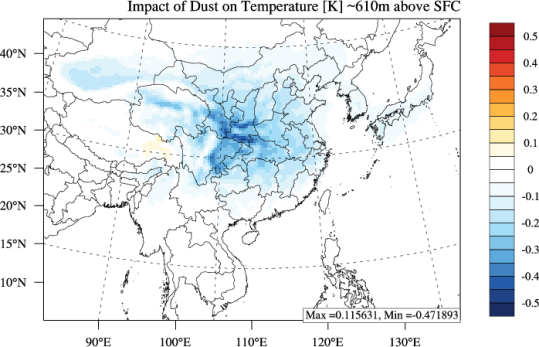 Impact of Dust on Temperature [K] ~610m above SFC
40°N
35°N
30°N
25°N
20°N
15°N
10°N
90°E 100°E 110°E 120°E 130°E
Max =0.115631, Min =-0.471893
0.5
0.4
0.3
0.2
0.1
0
-0.1
-0.2
-0.3
-0.4
-0.5